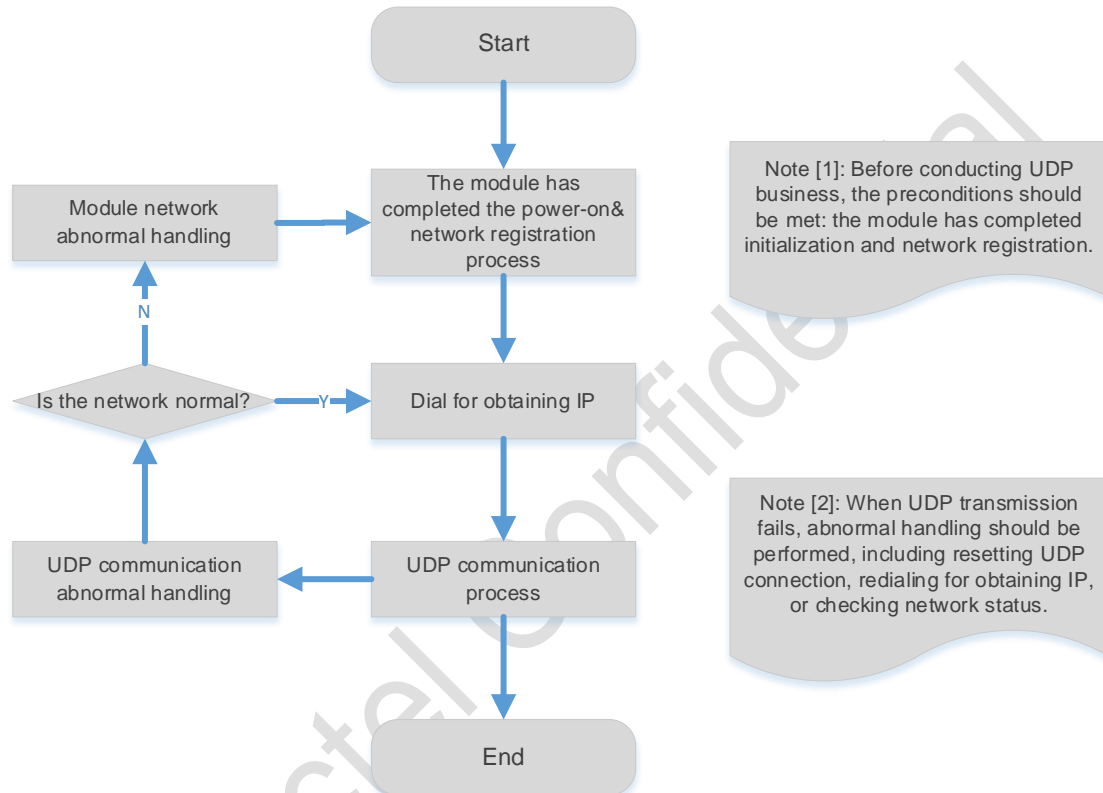 Start
The module has
completed the power-on&
network registration
process
Module network
abnormal handling
N
Is the network normal?
Y
Dial for obtaining IP
UDP communication
abnormal handling
UDP communication
process
End
Note [1]: Before conducting UDP
business, the preconditions should
be met: the module has completed
initialization and network registration.
Note [2]: When UDP transmission
fails, abnormal handling should be
performed, including resetting UDP
connection, redialing for obtaining IP,
or checking network status.